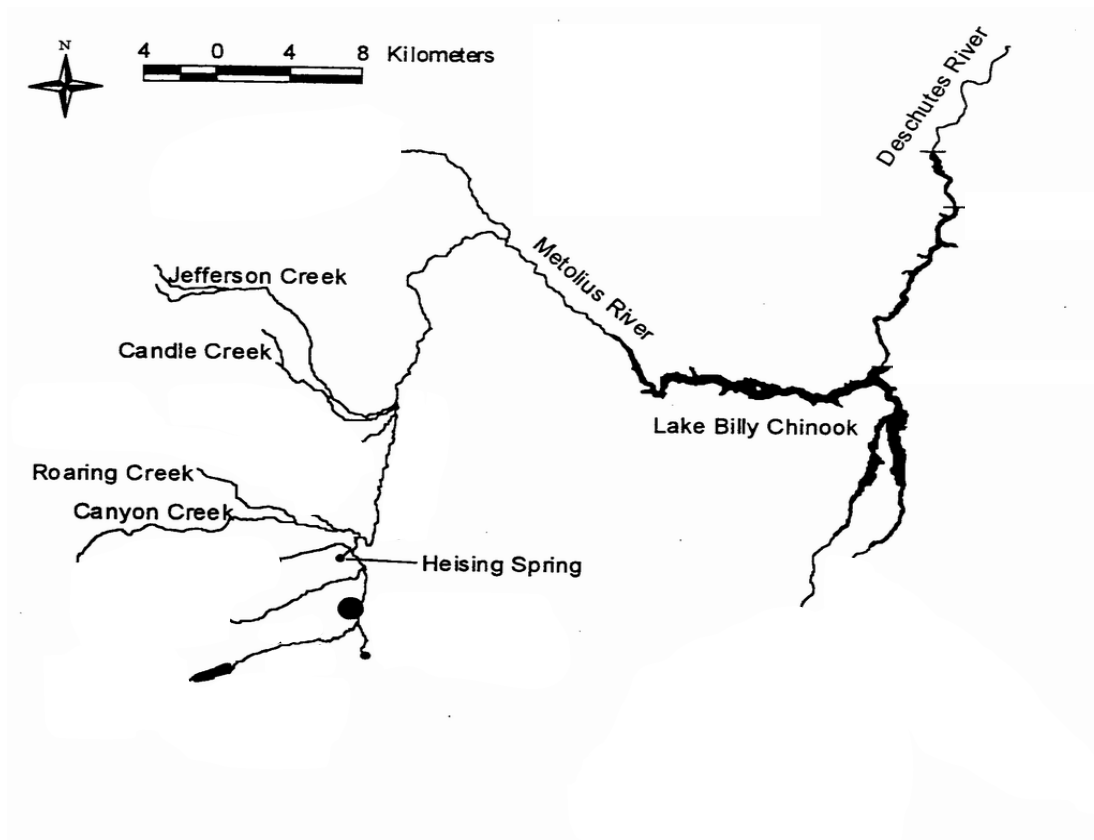 N
4 0 4 8 Kilometers
Deschutes River
Metolius River
Jefferson Creek
Candle Creek
Lake Billy Chinook
Roaring Creek
Canyon Creek
Heising Spring